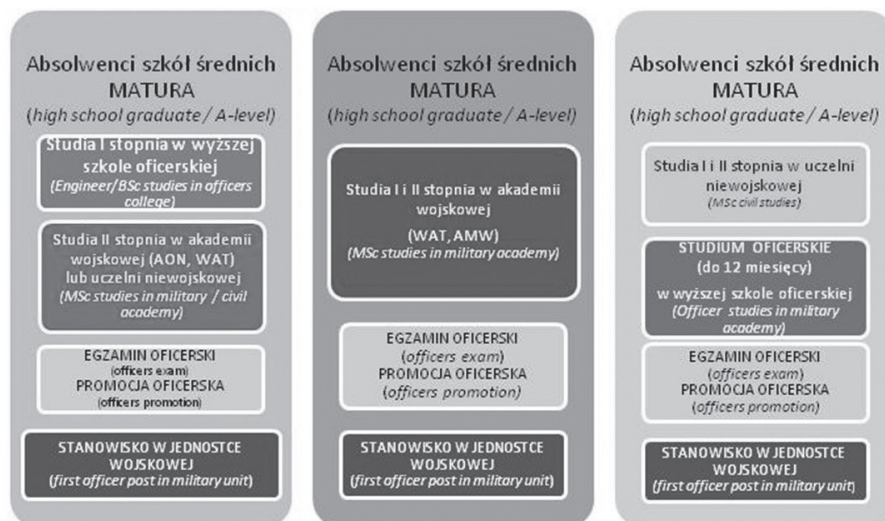 Absolwenci szkół średnich
MATURA
(high school graduate / A-level)
Studia I stopnia w wyższej
szkole oficerskiej
(Engineer/BSc studies in officers
college)
Studia II stopnia w akademii
wojskowej (AON, WAT)
lub uczelni niewojskowej
(MSc studies in military / civil
academy)
EGZAMIN OFICERSKI
(officers exam)
PROMOCJA OFICERSKA
(officers promotion)
STANOWISKO W JEDNOSTCE
WOJSKOWEJ
(first officer post in military unit)
Absolwenci szkół średnich
MATURA
(high school graduate / A-level)
Studia I i II stopnia w akademii
wojskowej
(WAT, AMW)
(MSc studies in military academy)
EGZAMIN OFICERSKI
(officers exam)
PROMOCJA OFICERSKA
(officers promotion)
STANOWISKO W JEDNOSTCE
WOJSKOWEJ
(first officer post in military unit)
Absolwenci szkół średnich
MATURA
(high school graduate / A-level)
Studia I i II stopnia w uczelni
niewojskowej
(MSc civil studies)
STUDIUM OFICERSKIE
(do 12 miesięcy)
w wyższej szkole oficerskiej
(Officer studies in military
academy)
EGZAMIN OFICERSKI
(officers exam)
PROMOCJA OFICERSKA
(officers promotion)
STANOWISKO W JEDNOSTCE
WOJSKOWEJ
(first officer post in military unit)